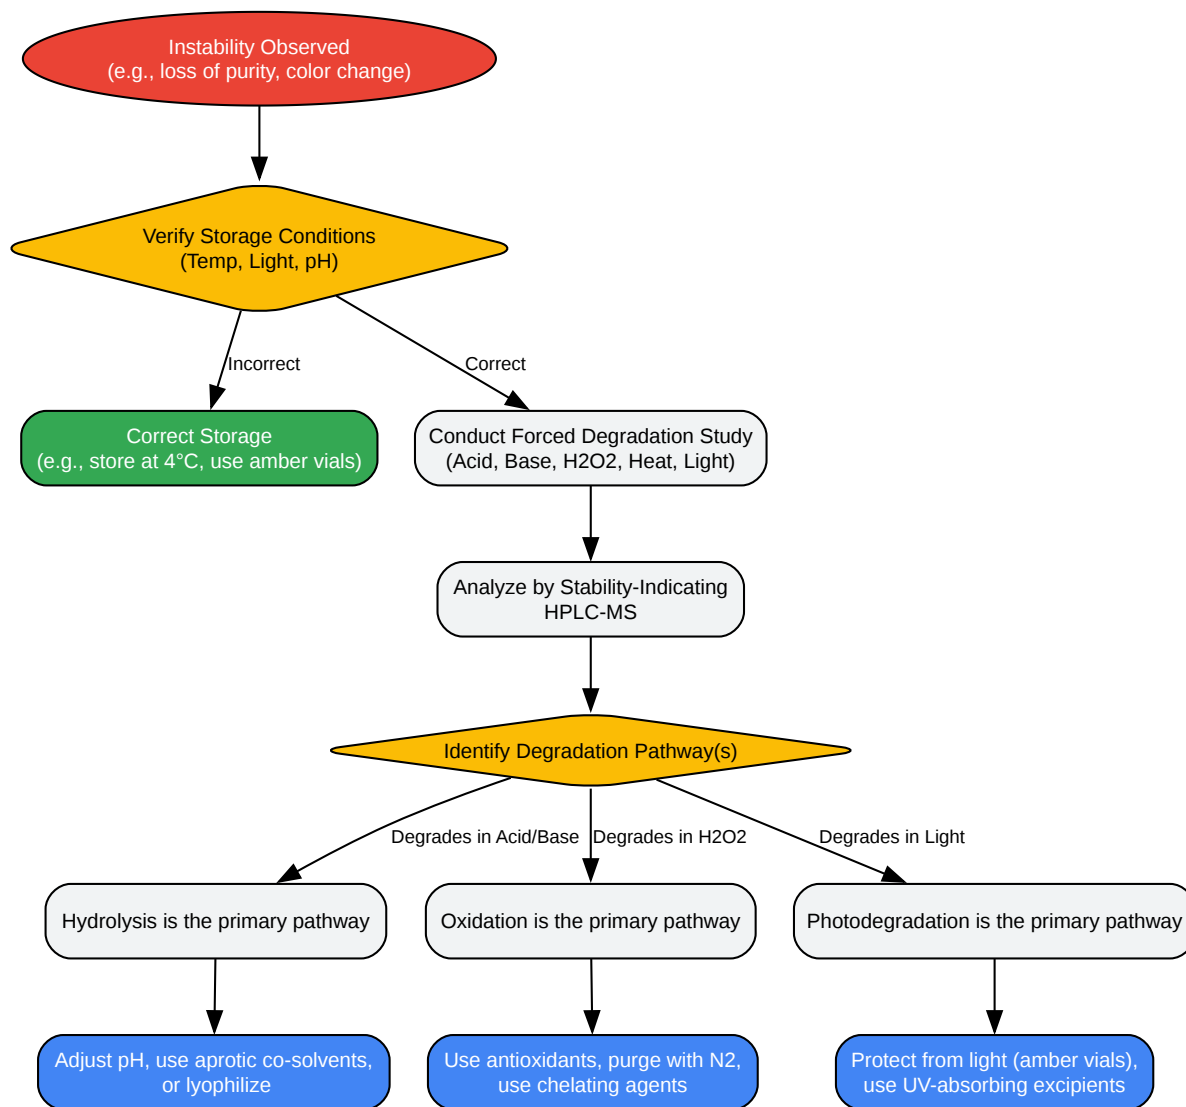 Instability Observed
(e.g., loss of purity, color change)
Verify Storage Conditions
(Temp, Light, pH)
Incorrect
Correct
Correct Storage
(e.g., store at 4°C, use amber vials)
Conduct Forced Degradation Study
(Acid, Base, H2O2, Heat, Light)
Analyze by Stability-Indicating
HPLC-MS
Identify Degradation Pathway(s)
Degrades in Acid/Base
Degrades in H2O2
Degrades in Light
Hydrolysis is the primary pathway
Oxidation is the primary pathway
Photodegradation is the primary pathway
Adjust pH, use aprotic co-solvents,
or lyophilize
Use antioxidants, purge with N2,
use chelating agents
Protect from light (amber vials),
use UV-absorbing excipients